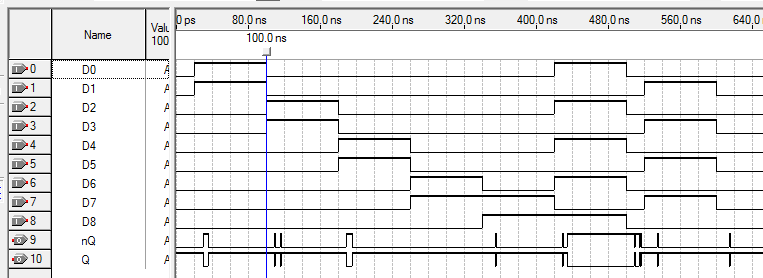 Name
Valu
100
0 ps
80.0 ns
160.0 ns
240.0 ns
320.0 ns
400.0 ns
480.0 ns
560.0 ns
640.
100.0 ns
0 D0 A
1 D1 A
2 D2 A
3 D3 A
4 D4 A
5 D5 A
6 D6 A
7 D7 A
8 D8 A
9 nQ A
10 Q A